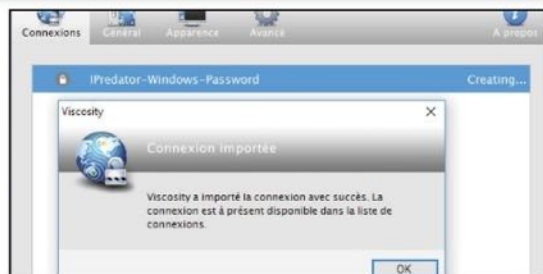 Connexions Général Apparence Avancé A propos
IPredator-Windows-Password Creating...
Viscosity
Connexion importée
Viscosity a importé la connexion avec succès. La
connexion est à présent disponible dans la liste de
connexions.
OK